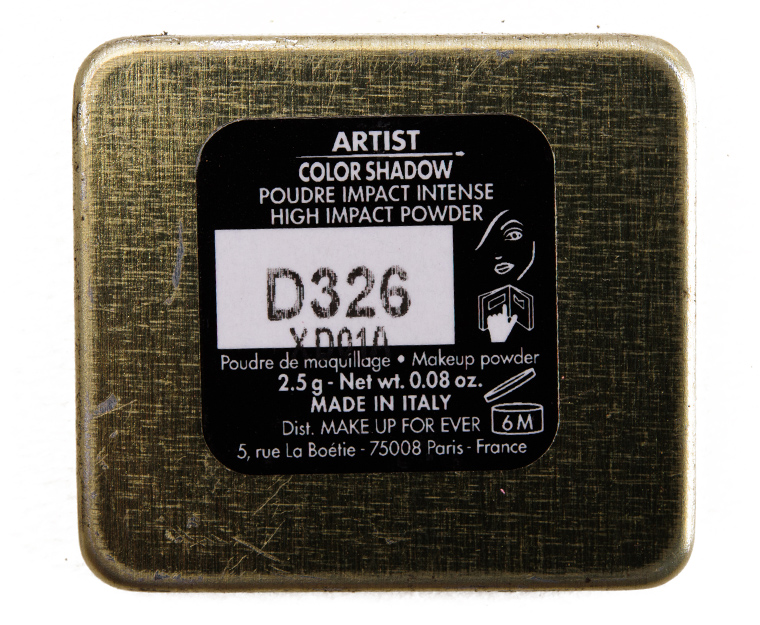 ARTIST
COLOR SHADOW
POUDRE IMPACT INTENSE
HIGH IMPACT POWDER
D326
Poudre de maquillage • Makeup powder
2.5 g - Net wt. 0.08 oz.
MADE IN ITALY
Dist. MAKE UP FOR EVER
6M
5, rue La Boétie - 75008 Paris - France